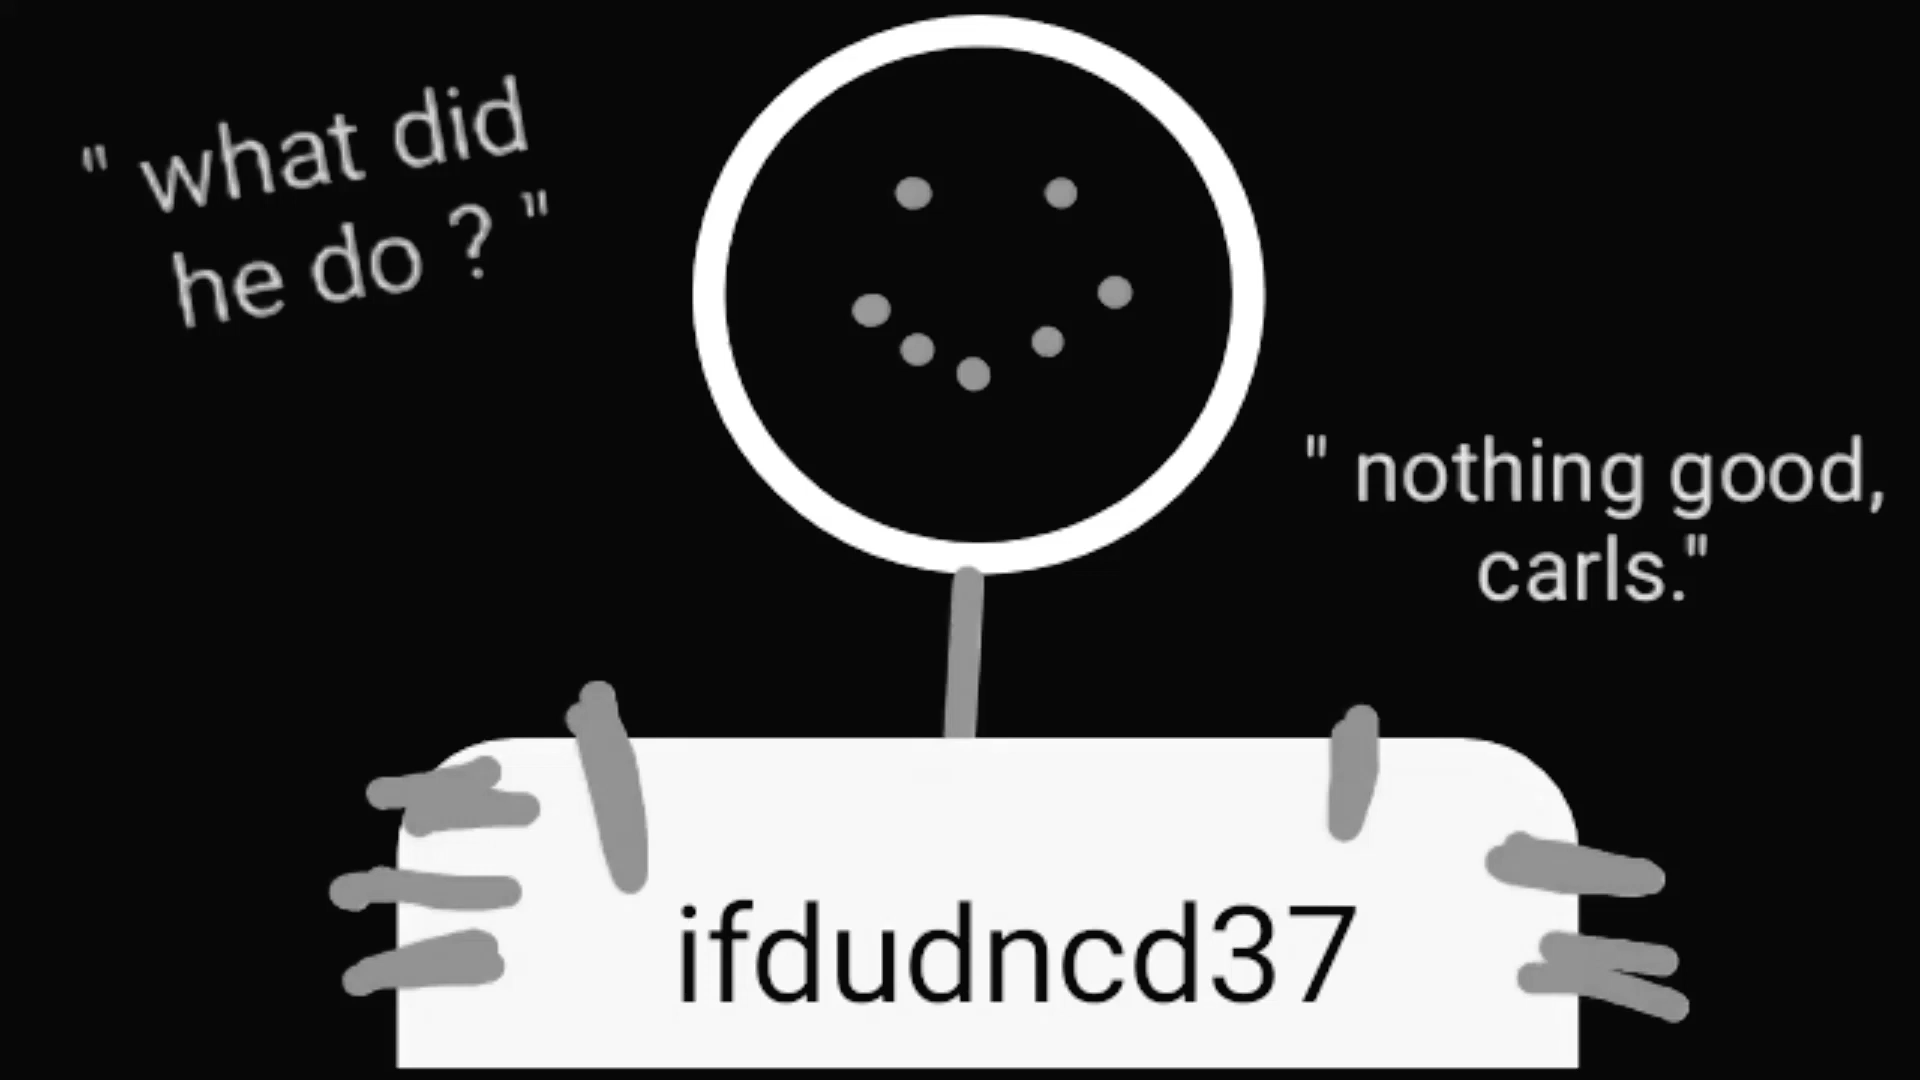 " what did
he do ? "
" nothing good,
carls."
ifdudncd37